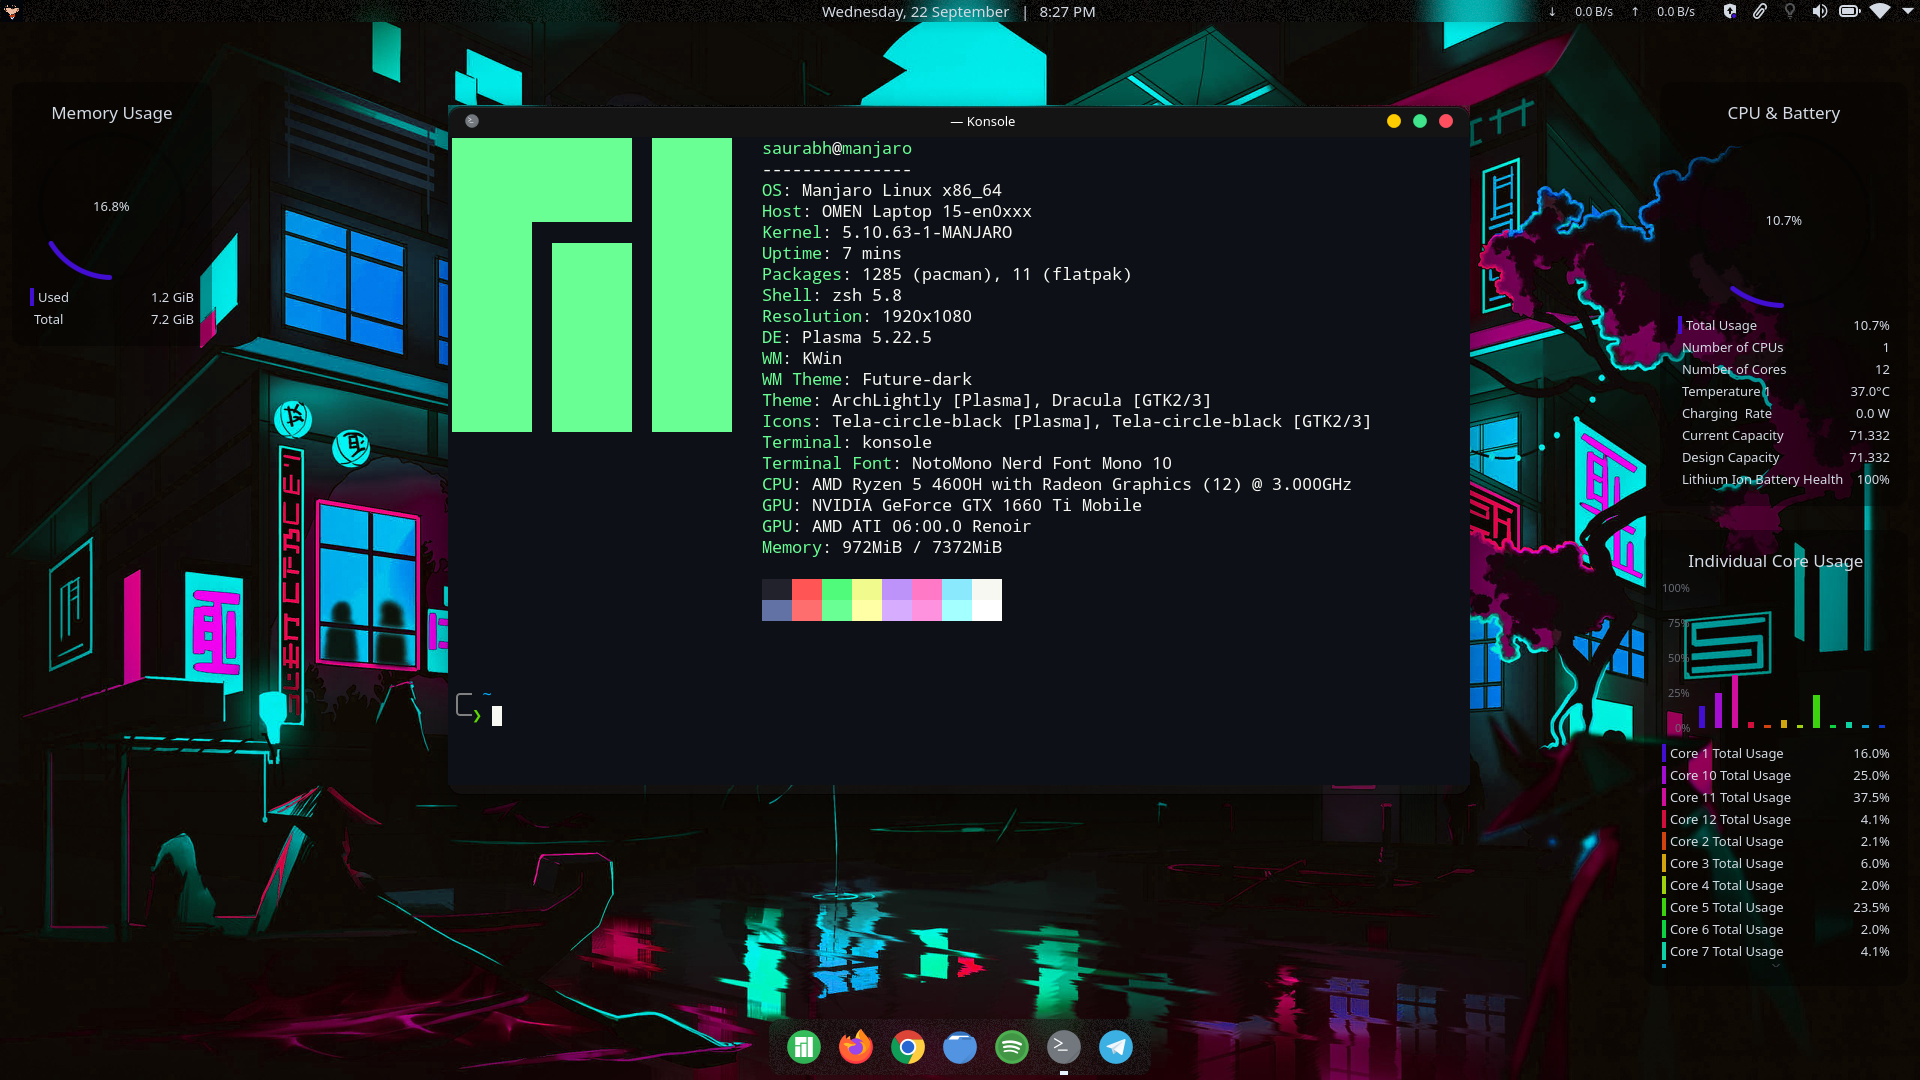 Wednesday, 22 September | 8:27 PM
↓ 0.0 B/s ↑ 0.0 B/s
Memory Usage
16.8%
Used 1.2 GiB
Total 7.2 GiB
— Konsole
saurabh@manjaro
---------------
OS: Manjaro Linux x86_64
Host: OMEN Laptop 15-en0xxx
Kernel: 5.10.63-1-MANJARO
Uptime: 7 mins
Packages: 1285 (pacman), 11 (flatpak)
Shell: zsh 5.8
Resolution: 1920x1080
DE: Plasma 5.22.5
WM: KWin
WM Theme: Future-dark
Theme: ArchLightly [Plasma], Dracula [GTK2/3]
Icons: Tela-circle-black [Plasma], Tela-circle-black [GTK2/3]
Terminal: konsole
Terminal Font: NotoMono Nerd Font Mono 10
CPU: AMD Ryzen 5 4600H with Radeon Graphics (12) @ 3.000GHz
GPU: NVIDIA GeForce GTX 1660 Ti Mobile
GPU: AMD ATI 06:00.0 Renoir
Memory: 972MiB / 7372MiB
~
❯
CPU & Battery
10.7%
Total Usage 10.7%
Number of CPUs 1
Number of Cores 12
Temperature 1 37.0°C
Charging Rate 0.0 W
Current Capacity 71.332
Design Capacity 71.332
Lithium Ion Battery Health 100%
Individual Core Usage
100%
75%
50%
25%
0%
Core 1 Total Usage 16.0%
Core 10 Total Usage 25.0%
Core 11 Total Usage 37.5%
Core 12 Total Usage 4.1%
Core 2 Total Usage 2.1%
Core 3 Total Usage 6.0%
Core 4 Total Usage 2.0%
Core 5 Total Usage 23.5%
Core 6 Total Usage 2.0%
Core 7 Total Usage 4.1%